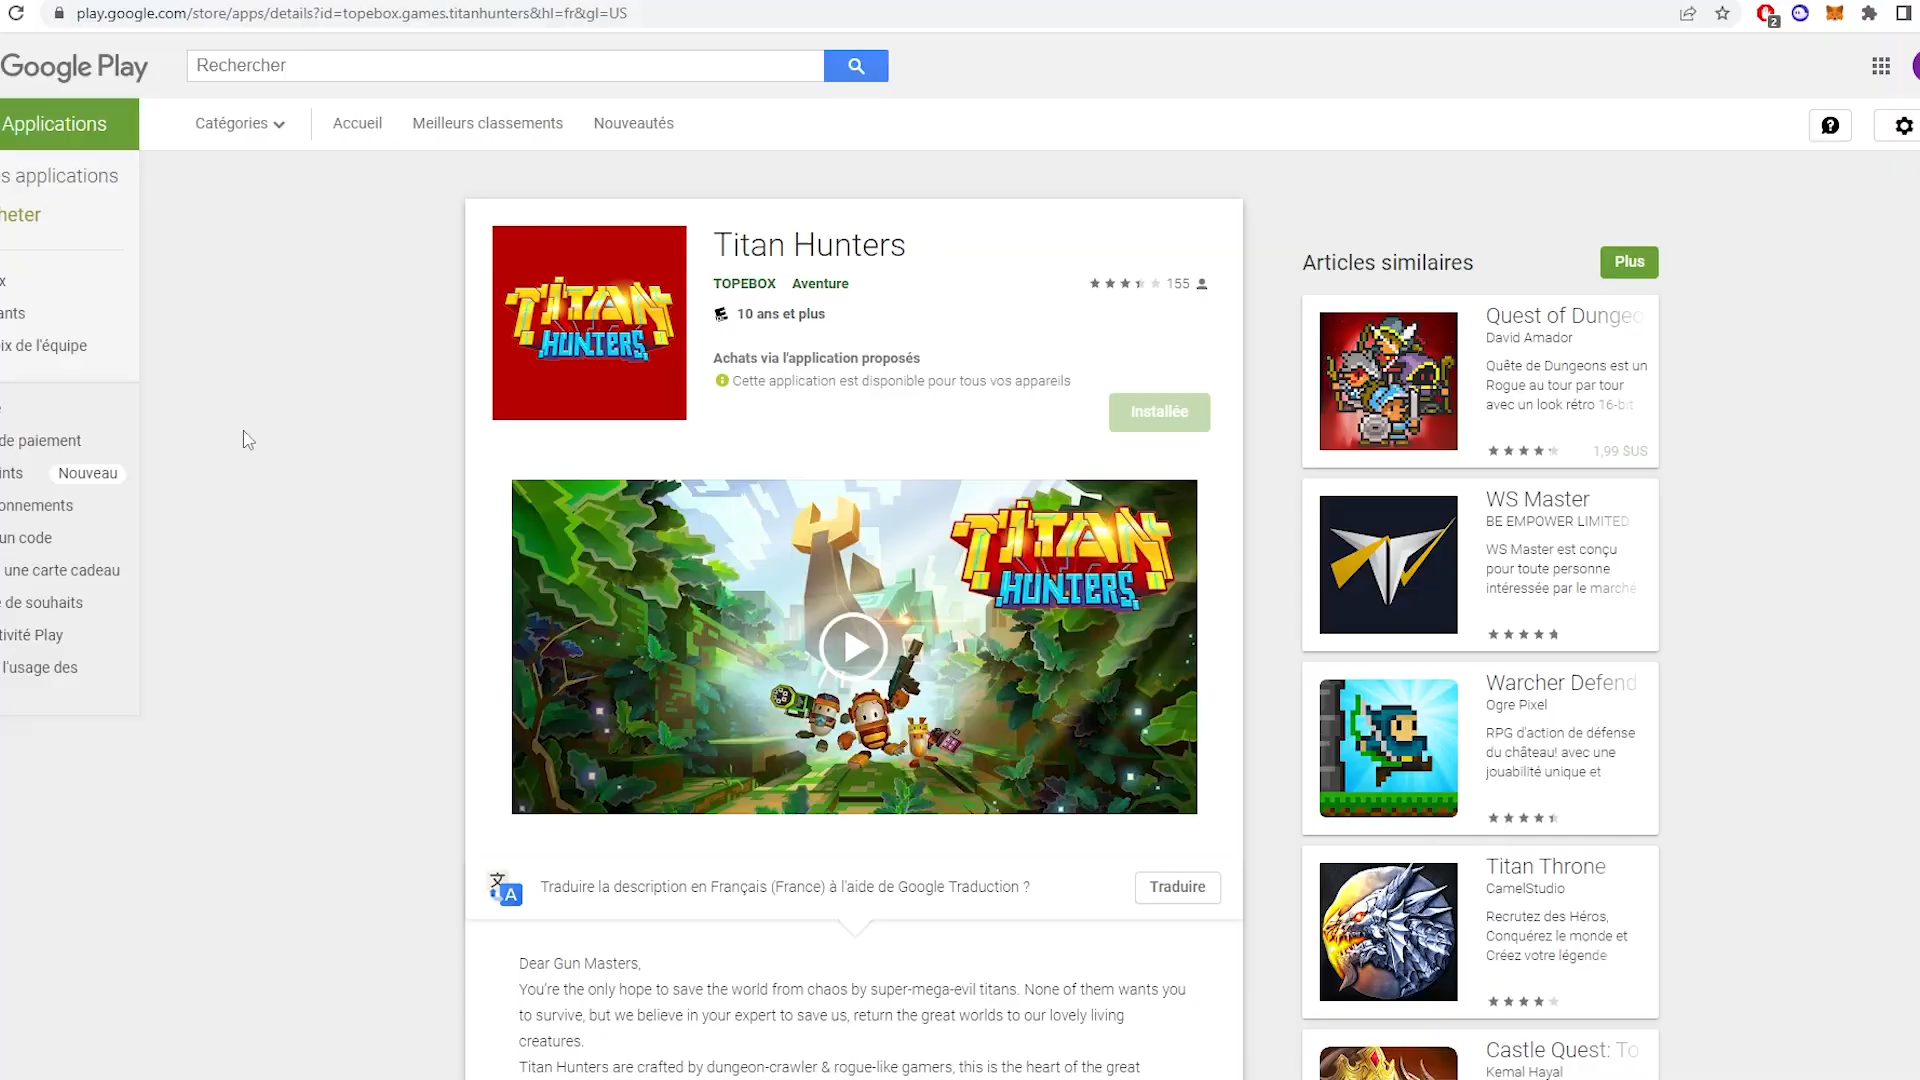 play.google.com/store/apps/details?id=topebox.games.titanhunters&hl=fr&gl=US
2
Google Play
Rechercher
Applications
Catégories
Accueil
Meilleurs classements
Nouveautés
s applications
heter
x
ants
ix de l'équipe
de paiement
ints
Nouveau
onnements
un code
une carte cadeau
de souhaits
tivité Play
l'usage des
TITAN
HUNTERS
Titan Hunters
TOPEBOX
Aventure
155
10 ans et plus
Achats via l'application proposés
Cette application est disponible pour tous vos appareils
Installée
TITAN
HUNTERS
Traduire la description en Français (France) à l'aide de Google Traduction ?
Traduire
Dear Gun Masters,
You're the only hope to save the world from chaos by super-mega-evil titans. None of them wants you
to survive, but we believe in your expert to save us, return the great worlds to our lovely living
creatures.
Titan Hunters are crafted by dungeon-crawler & rogue-like gamers, this is the heart of the great
Articles similaires
Plus
Quest of Dungeo
David Amador
Quête de Dungeons est un
Rogue au tour par tour
avec un look rétro 16-bit
1,99 $US
WS Master
BE EMPOWER LIMITED
WS Master est conçu
pour toute personne
intéressée par le marché
Warcher Defend
Ogre Pixel
RPG d'action de défense
du château! avec une
jouabilité unique et
Titan Throne
CamelStudio
Recrutez des Héros,
Conquérez le monde et
Créez votre légende
Castle Quest: To
Kemal Hayal